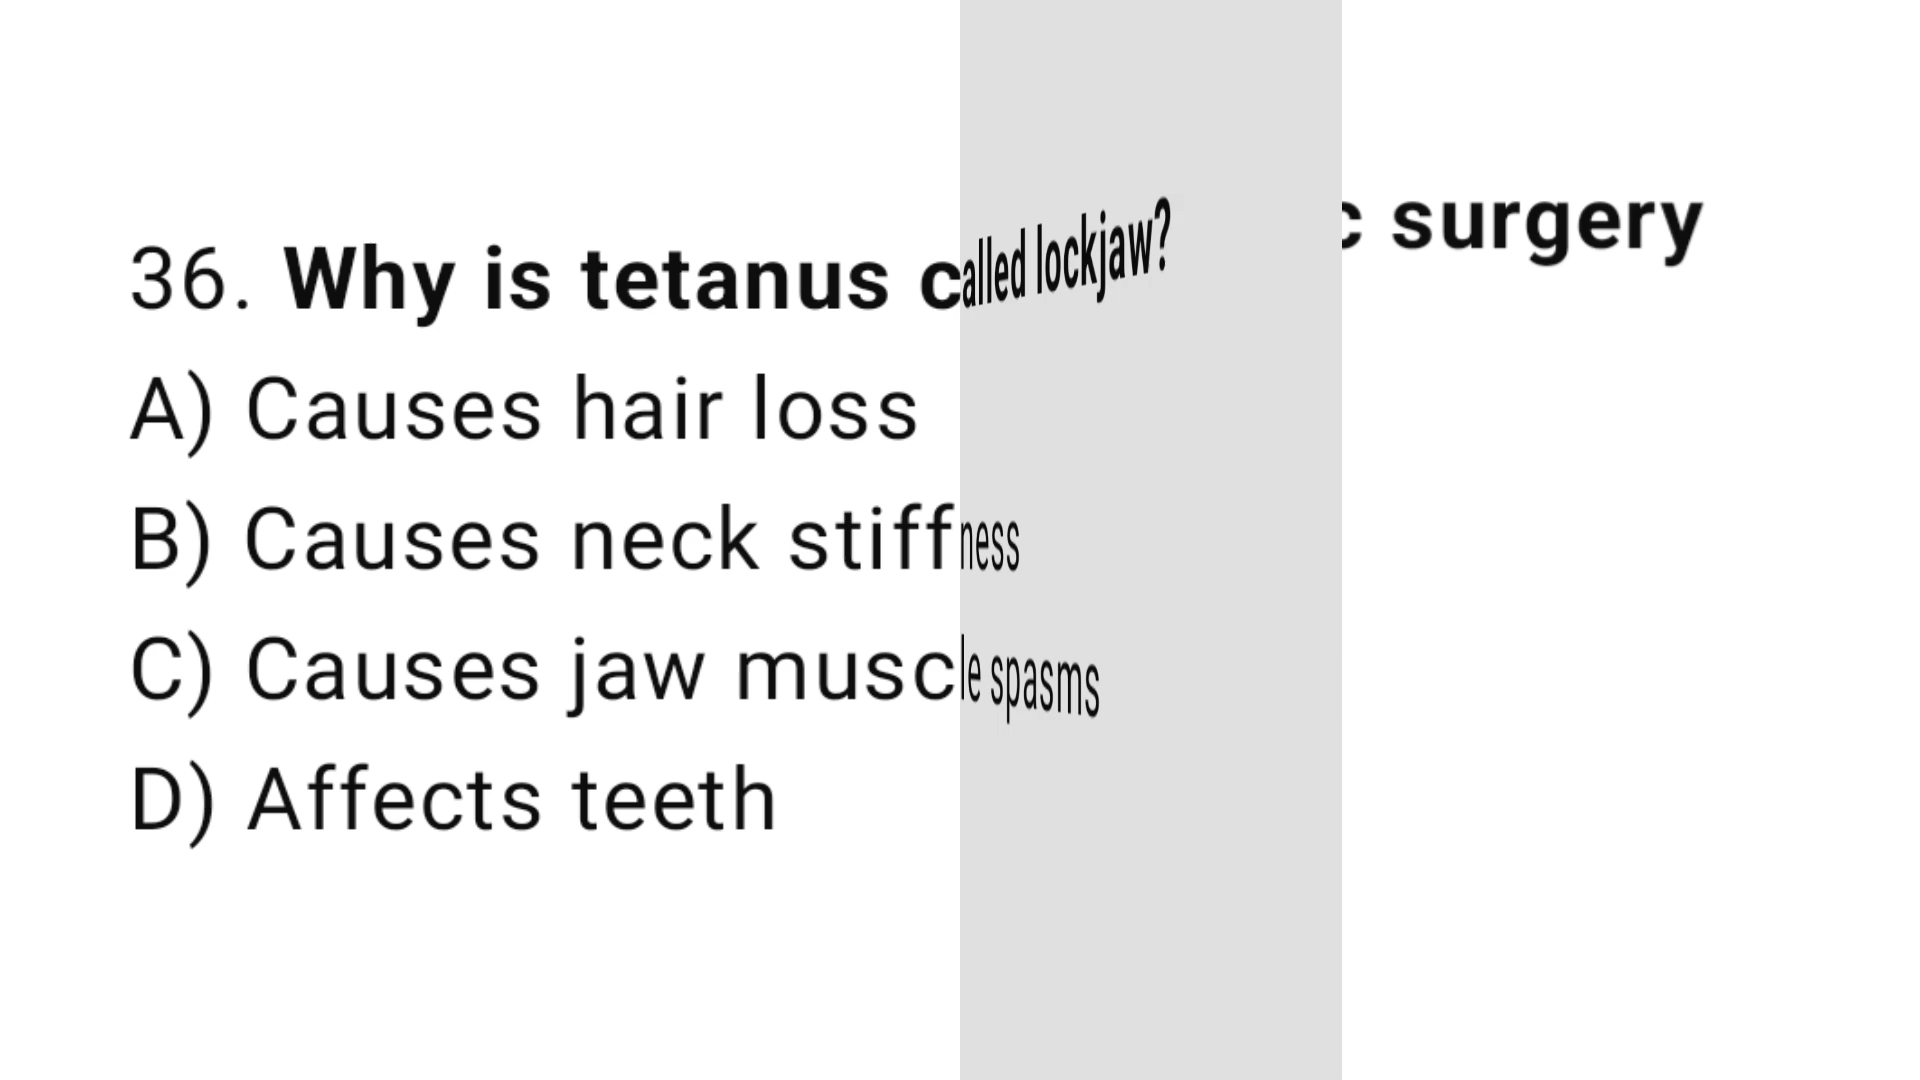 36. Why is tetanus called lockjaw?
A) Causes hair loss
B) Causes neck stiffness
C) Causes jaw muscle spasms
D) Affects teeth
surgery